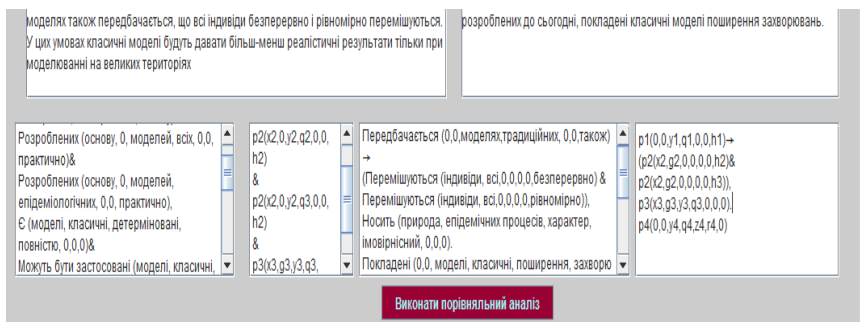 моделях також передбачається, що всі індивіди безперервно і рівномірно перемішуються.
У цих умовах класичні моделі будуть давати більш-менш реалістичні результати тільки при
моделюванні на великих територіях
розроблених до сьогодні, покладені класичні моделі поширення захворювань.
Розроблених (основу, 0, моделей, всіх, 0,0,
практично)&
Розроблених (основу, 0, моделей,
епідеміологічних, 0,0, практично),
Є (моделі, класичні, детерміновані,
повністю, 0,0,0)&
Можуть бути застосовані (моделі, класичні,
p2(x2,0,y2,q2,0,0,
h2)
&
p2(x2,0,y2,q3,0,0,
h2)
&
p3(x3,g3,y3,q3,
Передбачається (0,0,моделях,традиційних, 0,0,також)
→
(Перемішуються (індивіди, всі,0,0,0,0,безперервно) &
Перемішуються (індивіди, всі,0,0,0,0,рівномірно)),
Носить (природа, епідемічних процесів, характер,
імовірнісний, 0,0,0).
Покладені (0,0, моделі, класичні, поширення, захворю
p1(0,0,y1,q1,0,0,h1)→
(p2(x2,g2,0,0,0,0,h2)&
p2(x2,g2,0,0,0,0,h3)),
p3(x3,g3,y3,q3,0,0,0).
p4(0,0,y4,q4,z4,r4,0)
Виконати порівняльний аналіз